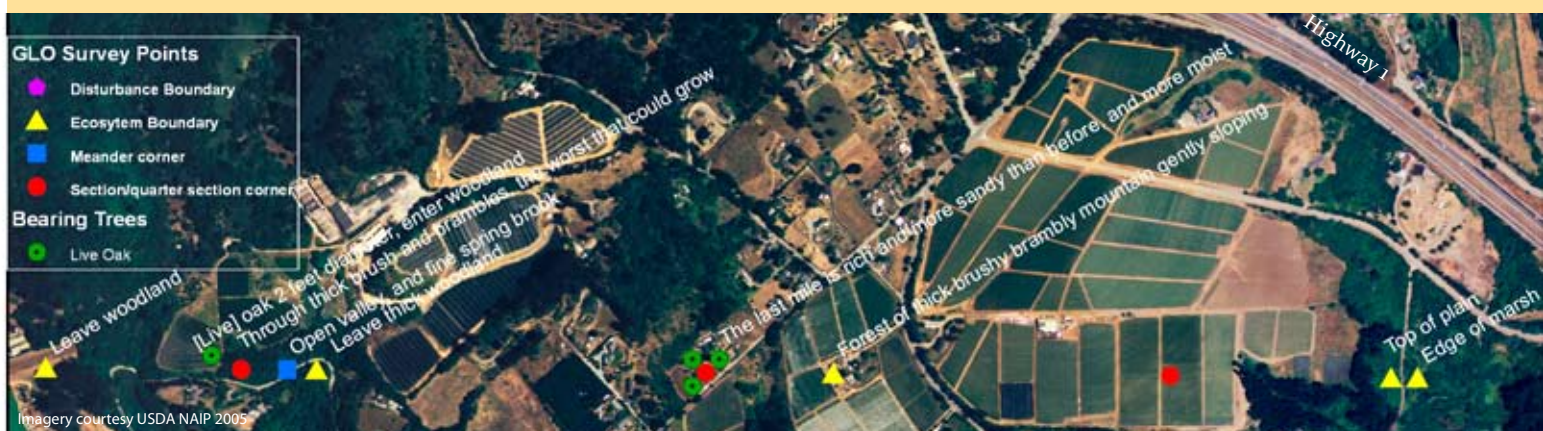 GLO Survey Points
Disturbance Boundary
Ecosytem Boundary
Meander corner
Section/quarter section corner
Bearing Trees
Live Oak
Leave woodland
[Live] oak 2 feet diameter, enter woodland
Through thick brush and brambles, the worst that could grow
Open valley, and fine spring brook
Leave thick woodland
The last mile is rich and more sandy than before, and more moist
Forest of thick brushy brambly mountain gently sloping
Top of plain
Edge of marsh
Highway 1
Imagery courtesy USDA NAIP 2005